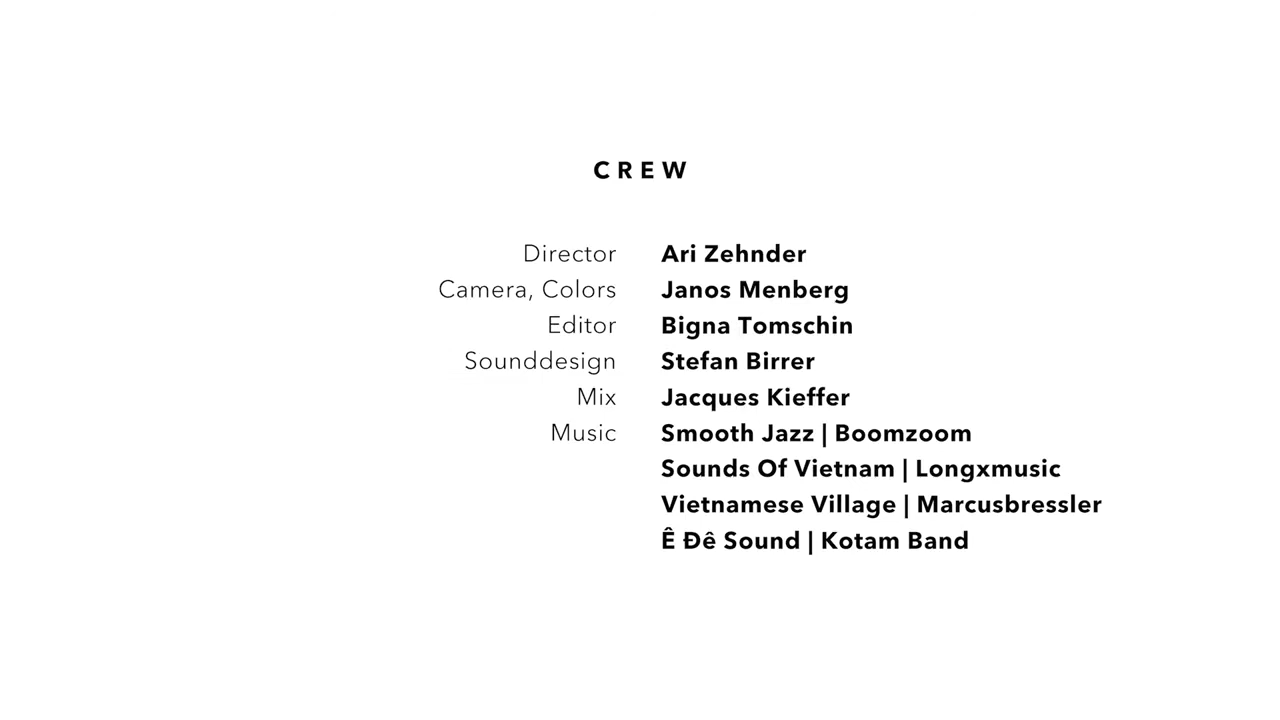 CREW
Director Ari Zehnder
Camera, Colors Janos Menberg
Editor Bigna Tomschin
Sounddesign Stefan Birrer
Mix Jacques Kieffer
Music Smooth Jazz | Boomzoom
Sounds Of Vietnam | Longxmusic
Vietnamese Village | Marcusbressler
Ê Đê Sound | Kotam Band